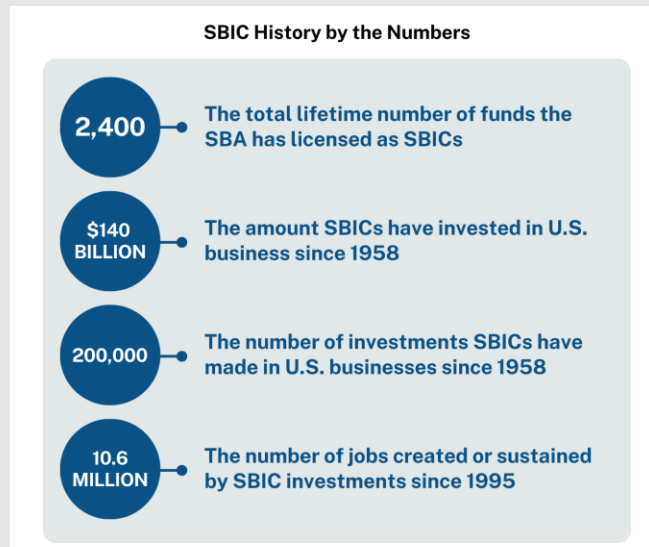 SBIC History by the Numbers
2,400
The total lifetime number of funds the
SBA has licensed as SBICs
$140
BILLION
The amount SBICs have invested in U.S.
business since 1958
200,000
The number of investments SBICs have
made in U.S. businesses since 1958
10.6
MILLION
The number of jobs created or sustained
by SBIC investments since 1995